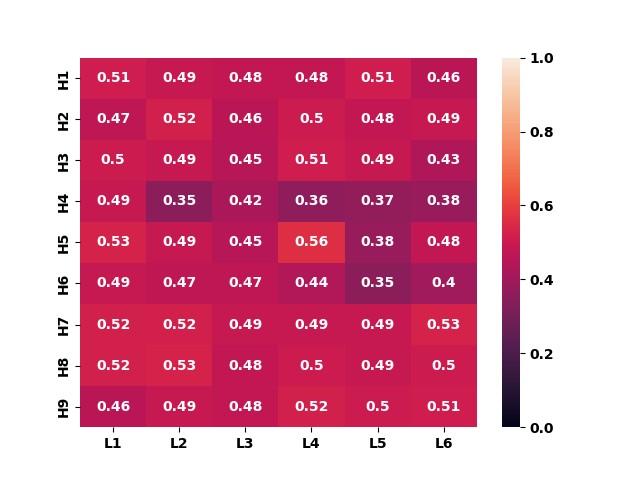 H1 0.51 0.49 0.48 0.48 0.51 0.46
H2 0.47 0.52 0.46 0.5 0.48 0.49
H3 0.5 0.49 0.45 0.51 0.49 0.43
H4 0.49 0.35 0.42 0.36 0.37 0.38
H5 0.53 0.49 0.45 0.56 0.38 0.48
H6 0.49 0.47 0.47 0.44 0.35 0.4
H7 0.52 0.52 0.49 0.49 0.49 0.53
H8 0.52 0.53 0.48 0.5 0.49 0.5
H9 0.46 0.49 0.48 0.52 0.5 0.51
L1 L2 L3 L4 L5 L6
1.0
0.8
0.6
0.4
0.2
0.0